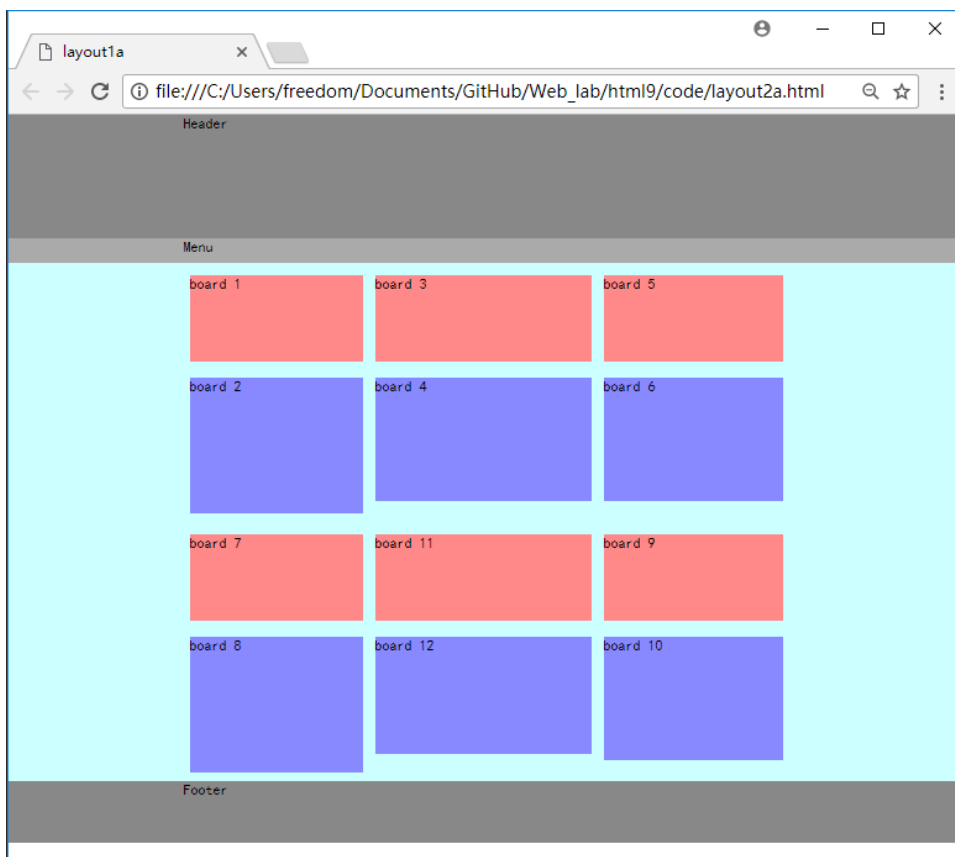 layout1a
file:///C:/Users/freedom/Documents/GitHub/Web_lab/html9/code/layout2a.html
Header
Menu
board 1 board 3 board 5
board 2 board 4 board 6
board 7 board 11 board 9
board 8 board 12 board 10
Footer